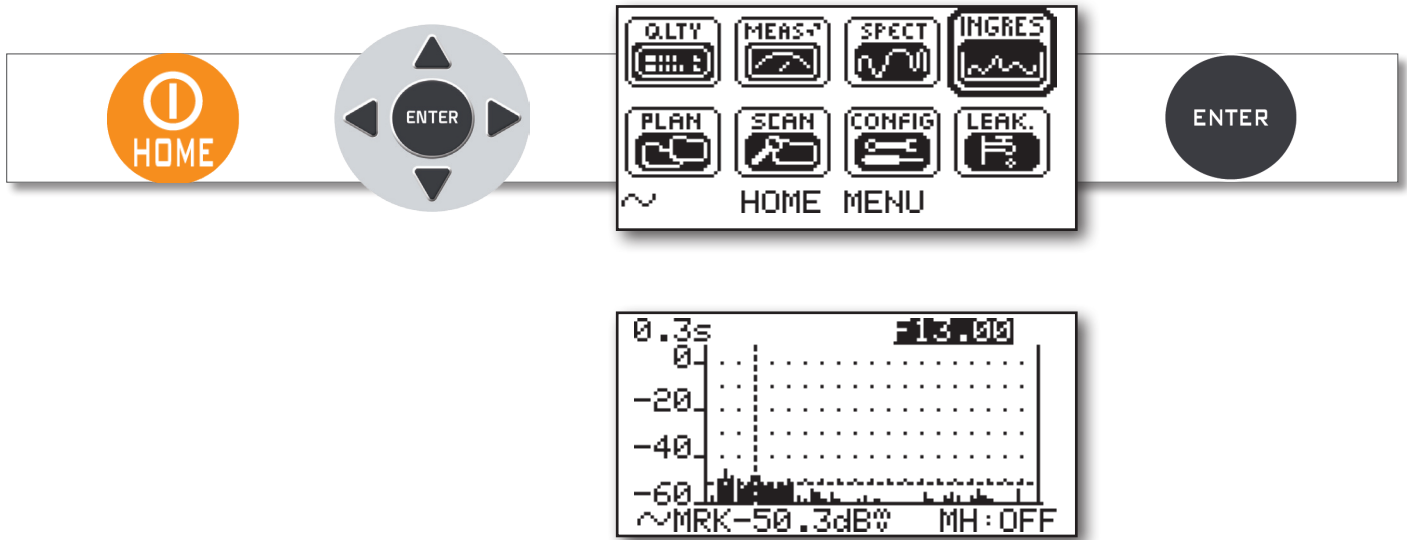 HOME
ENTER
Q.LTY MEAS SPECT INGRES
PLAN SCAN CONFIG LEAK.
HOME MENU
ENTER
0.3s F13.00
0
-20
-40
-60
MRK-50.3dB MH:OFF